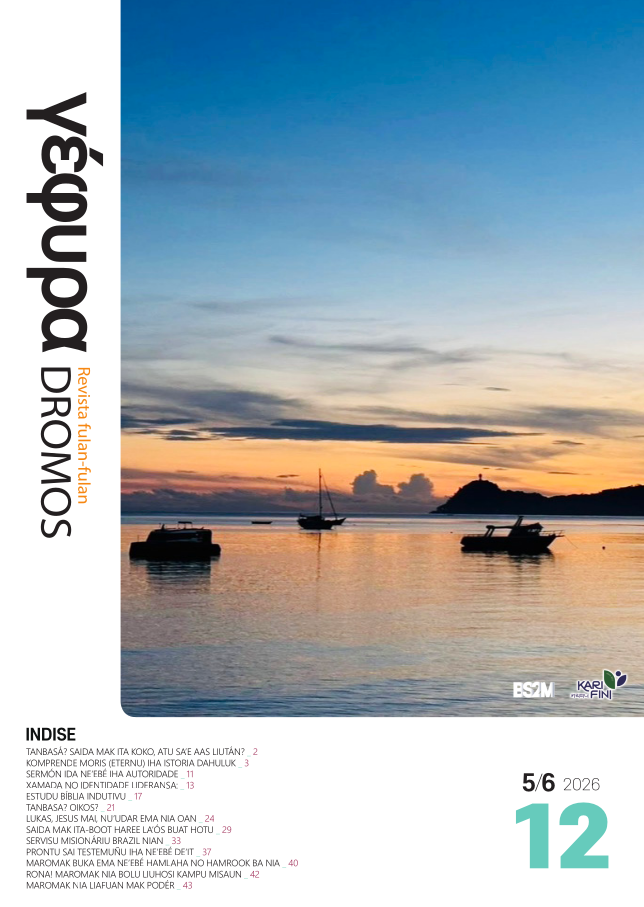 γέφυρα
DROMOS
Revista fulan-fulan
BS2M
KARI
FINI
INDISE
TANBASÁ? SAIDA MAK ITA KOKO, ATU SA'E AAS LIUTÁN? _ 2
KOMPRENDE MORIS (ETERNU) IHA ISTORIA DAHULUK _ 3
SERMÓN IDA NE'EBÉ IHA AUTORIDADE _ 11
XAMADA NO IDENTIDADE LIDERANSA: _ 13
ESTUDU BÍBLIA INDUTIVU _ 17
TANBASA? OIKOS? _ 21
LUKAS, JESUS MAI, NU'UDAR EMA NIA OAN _ 24
SAIDA MAK ITA-BOOT HAREE LA'ÓS BUAT HOTU _ 29
SERVISU MISIONÁRIU BRAZIL NIAN _ 33
PRONTU SAI TESTEMUÑU IHA NE'EBÉ DE'IT _ 37
MAROMAK BUKA EMA NE'EBÉ HAMLAHA NO HAMROOK BA NIA _ 40
RONA! MAROMAK NIA BOLU LIUHOSI KAMPU MISAUN _ 42
MAROMAK NIA LIAFUAN MAK PODÉR _ 43
5/6 2026
12